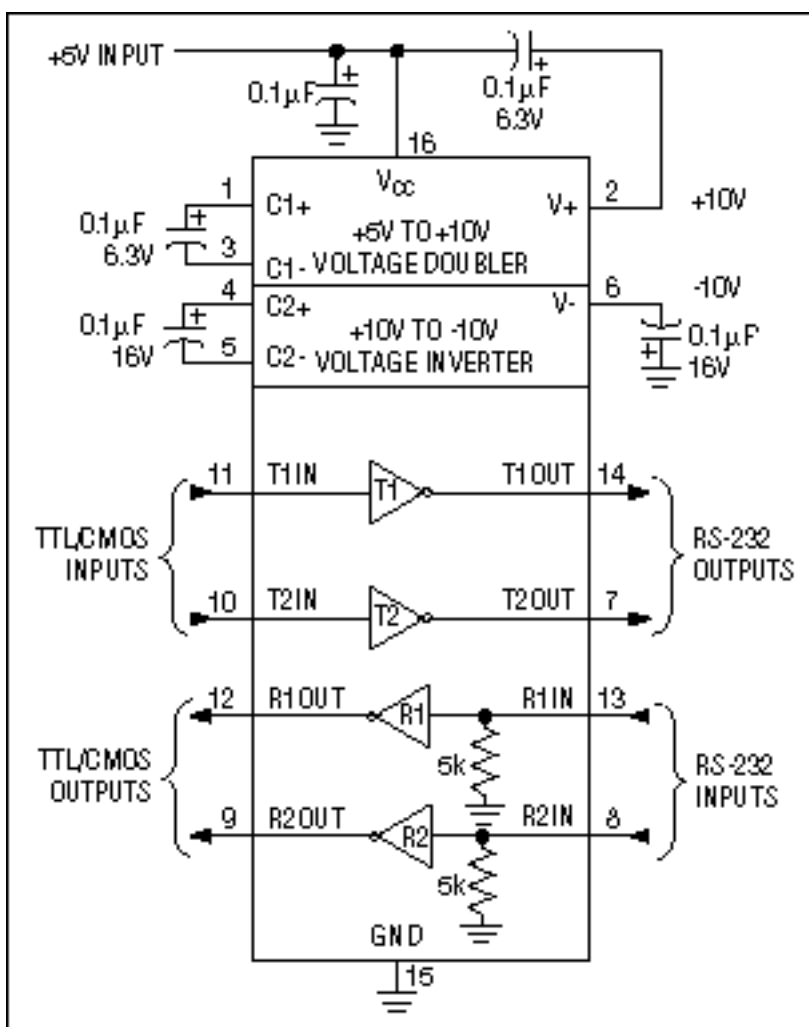 +5V INPUT
0.1µF
+
+
0.1µF
6.3V
16
VCC
1
C1+
V+
2
+10V
0.1µF
6.3V
+
+5V TO +10V
VOLTAGE DOUBLER
3
C1-
4
C2+
V-
6
-10V
0.1µF
16V
+
+10V TO -10V
VOLTAGE INVERTER
5
C2-
+
0.1µF
16V
11
T1IN
T1
T1OUT
14
TTL/CMOS
INPUTS
RS-232
OUTPUTS
10
T2IN
T2
T2OUT
7
12
R1OUT
R1
R1IN
13
5k
TTL/CMOS
OUTPUTS
RS-232
INPUTS
9
R2OUT
R2
R2IN
8
5k
GND
15